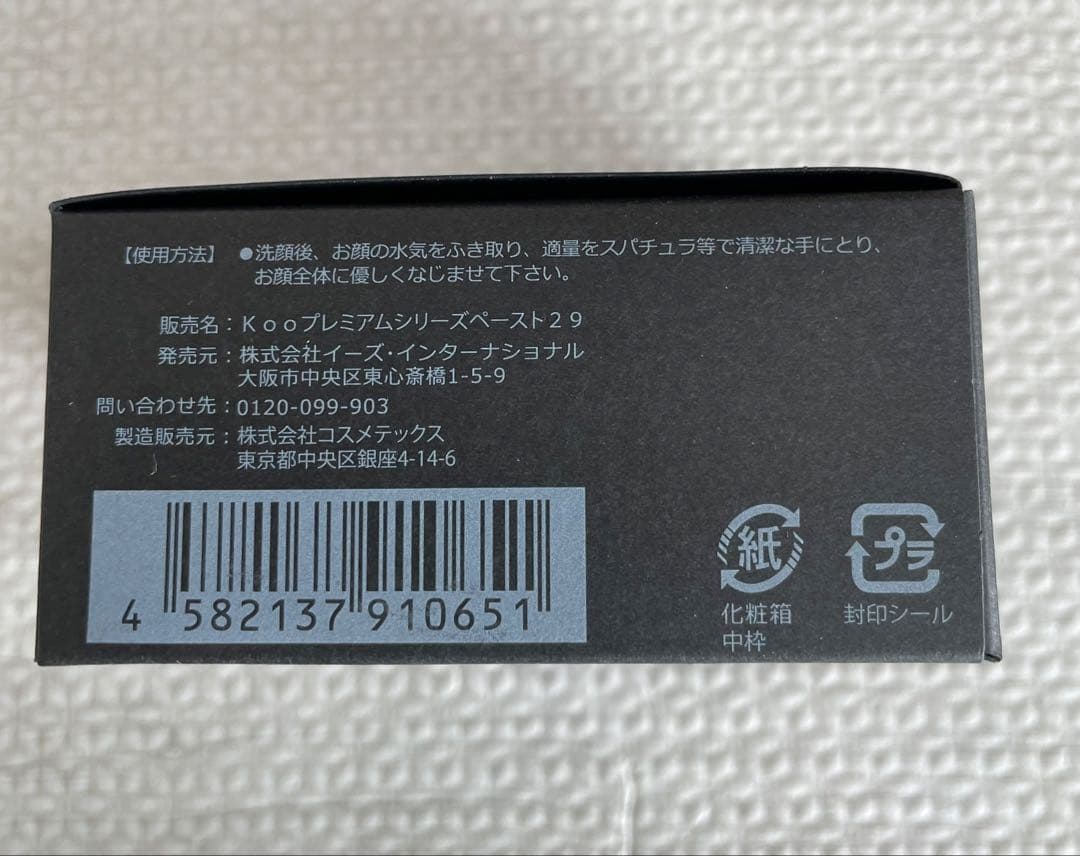 【使用方法】 ●洗顔後、お顔の水気をふき取り、適量をスパチュラ等で清潔な手にとり、
お顔全体に優しくなじませて下さい。
販売名：Ｋｏｏプレミアムシリーズペースト２９
発売元：株式会社イーズ・インターナショナル
大阪市中央区東心斎橋1-5-9
問い合わせ先：0120-099-903
製造販売元：株式会社コスメテックス
東京都中央区銀座4-14-6
4 582137 910651
紙
化粧箱
中枠
プラ
封印シール